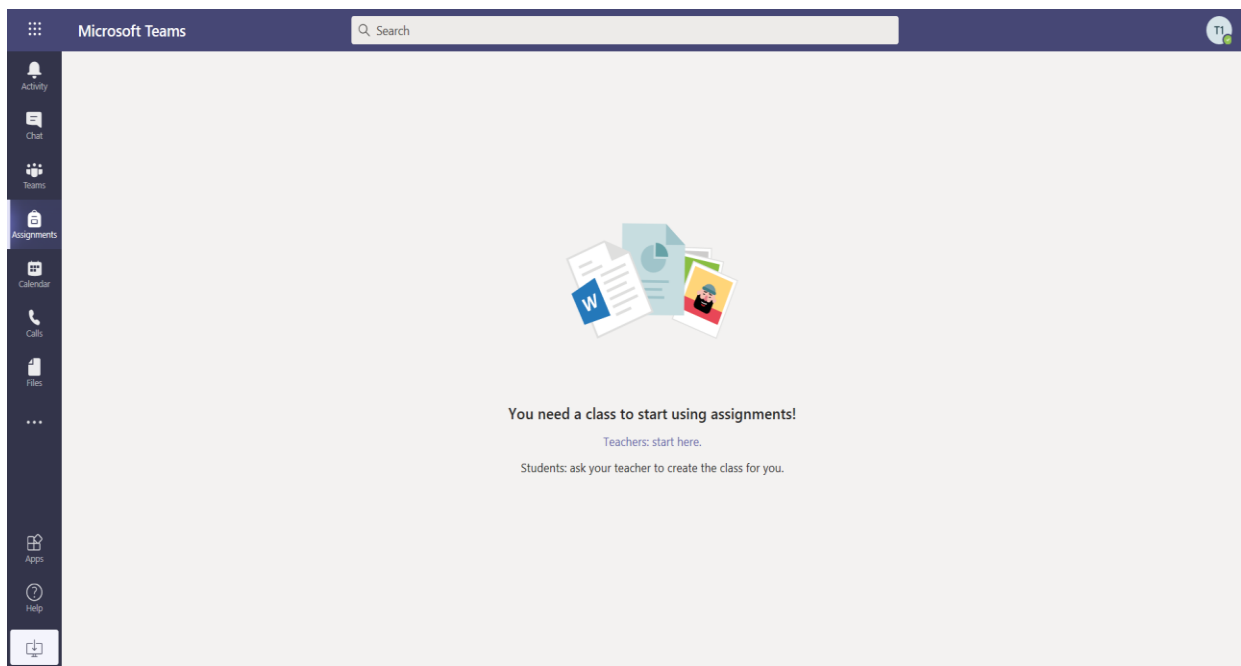 Microsoft Teams
Search
T1
Activity
Chat
Teams
Assignments
Calendar
Calls
Files
Apps
Help
W
You need a class to start using assignments!
Teachers: start here.
Students: ask your teacher to create the class for you.